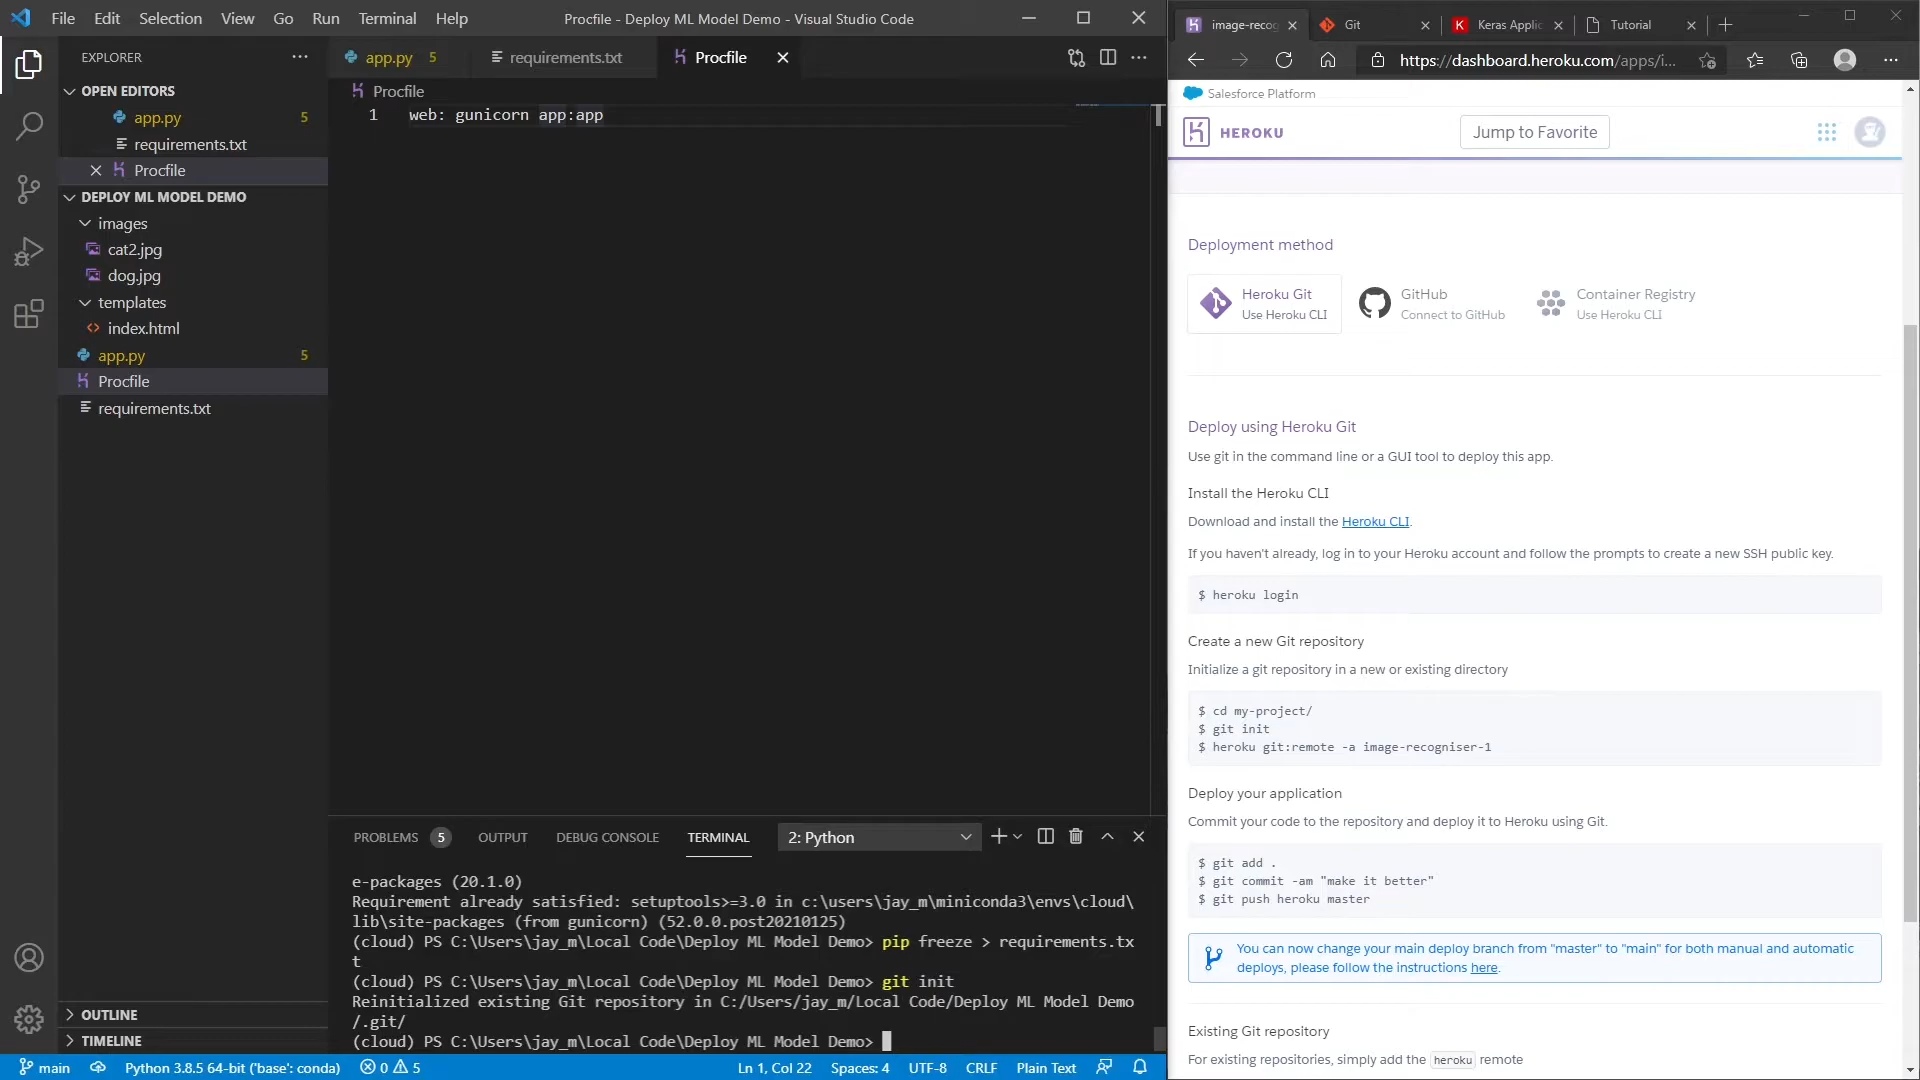 File Edit Selection View Go Run Terminal Help
Procfile - Deploy ML Model Demo - Visual Studio Code
EXPLORER
OPEN EDITORS
app.py 5
requirements.txt
Procfile
DEPLOY ML MODEL DEMO
images
cat2.jpg
dog.jpg
templates
index.html
app.py 5
Procfile
requirements.txt
OUTLINE
TIMELINE
app.py 5 requirements.txt Procfile
Procfile
1 web: gunicorn app:app
PROBLEMS 5 OUTPUT DEBUG CONSOLE TERMINAL 2: Python
e-packages (20.1.0)
Requirement already satisfied: setuptools>=3.0 in c:\users\jay_m\miniconda3\envs\cloud\
lib\site-packages (from gunicorn) (52.0.0.post20210125)
(cloud) PS C:\Users\jay_m\Local Code\Deploy ML Model Demo> pip freeze > requirements.tx
t
(cloud) PS C:\Users\jay_m\Local Code\Deploy ML Model Demo> git init
Reinitialized existing Git repository in C:/Users/jay_m/Local Code/Deploy ML Model Demo
/.git/
(cloud) PS C:\Users\jay_m\Local Code\Deploy ML Model Demo>
main Python 3.8.5 64-bit ('base': conda) 0 5 Ln 1, Col 22 Spaces: 4 UTF-8 CRLF Plain Text
image-recog Git Keras Applic Tutorial
https://dashboard.heroku.com/apps/i...
Salesforce Platform
HEROKU
Jump to Favorite
Deployment method
Heroku Git
Use Heroku CLI
GitHub
Connect to GitHub
Container Registry
Use Heroku CLI
Deploy using Heroku Git
Use git in the command line or a GUI tool to deploy this app.
Install the Heroku CLI
Download and install the Heroku CLI.
If you haven't already, log in to your Heroku account and follow the prompts to create a new SSH public key.
$ heroku login
Create a new Git repository
Initialize a git repository in a new or existing directory
$ cd my-project/
$ git init
$ heroku git:remote -a image-recogniser-1
Deploy your application
Commit your code to the repository and deploy it to Heroku using Git.
$ git add .
$ git commit -am "make it better"
$ git push heroku master
You can now change your main deploy branch from "master" to "main" for both manual and automatic
deploys, please follow the instructions here.
Existing Git repository
For existing repositories, simply add the heroku remote